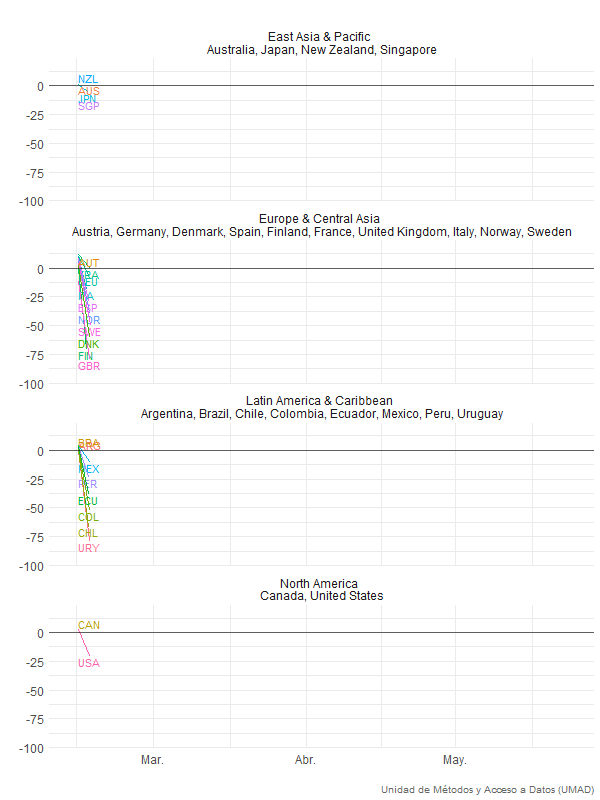 East Asia & Pacific
Australia, Japan, New Zealand, Singapore
NZL
0
AUS
JPN
SGP
-25
-50
-75
-100
Europe & Central Asia
Austria, Germany, Denmark, Spain, Finland, France, United Kingdom, Italy, Norway, Sweden
AUT
0
FRA
DEU
ITA
-25
ESP
NOR
-50
SWE
DNK
-75
FIN
GBR
-100
Latin America & Caribbean
Argentina, Brazil, Chile, Colombia, Ecuador, Mexico, Peru, Uruguay
BRA
ARG
0
MEX
-25
PER
ECU
-50
COL
CHL
-75
URY
-100
North America
Canada, United States
CAN
0
-25
USA
-50
-75
-100
Mar. Abr. May.
Unidad de Métodos y Acceso a Datos (UMAD)